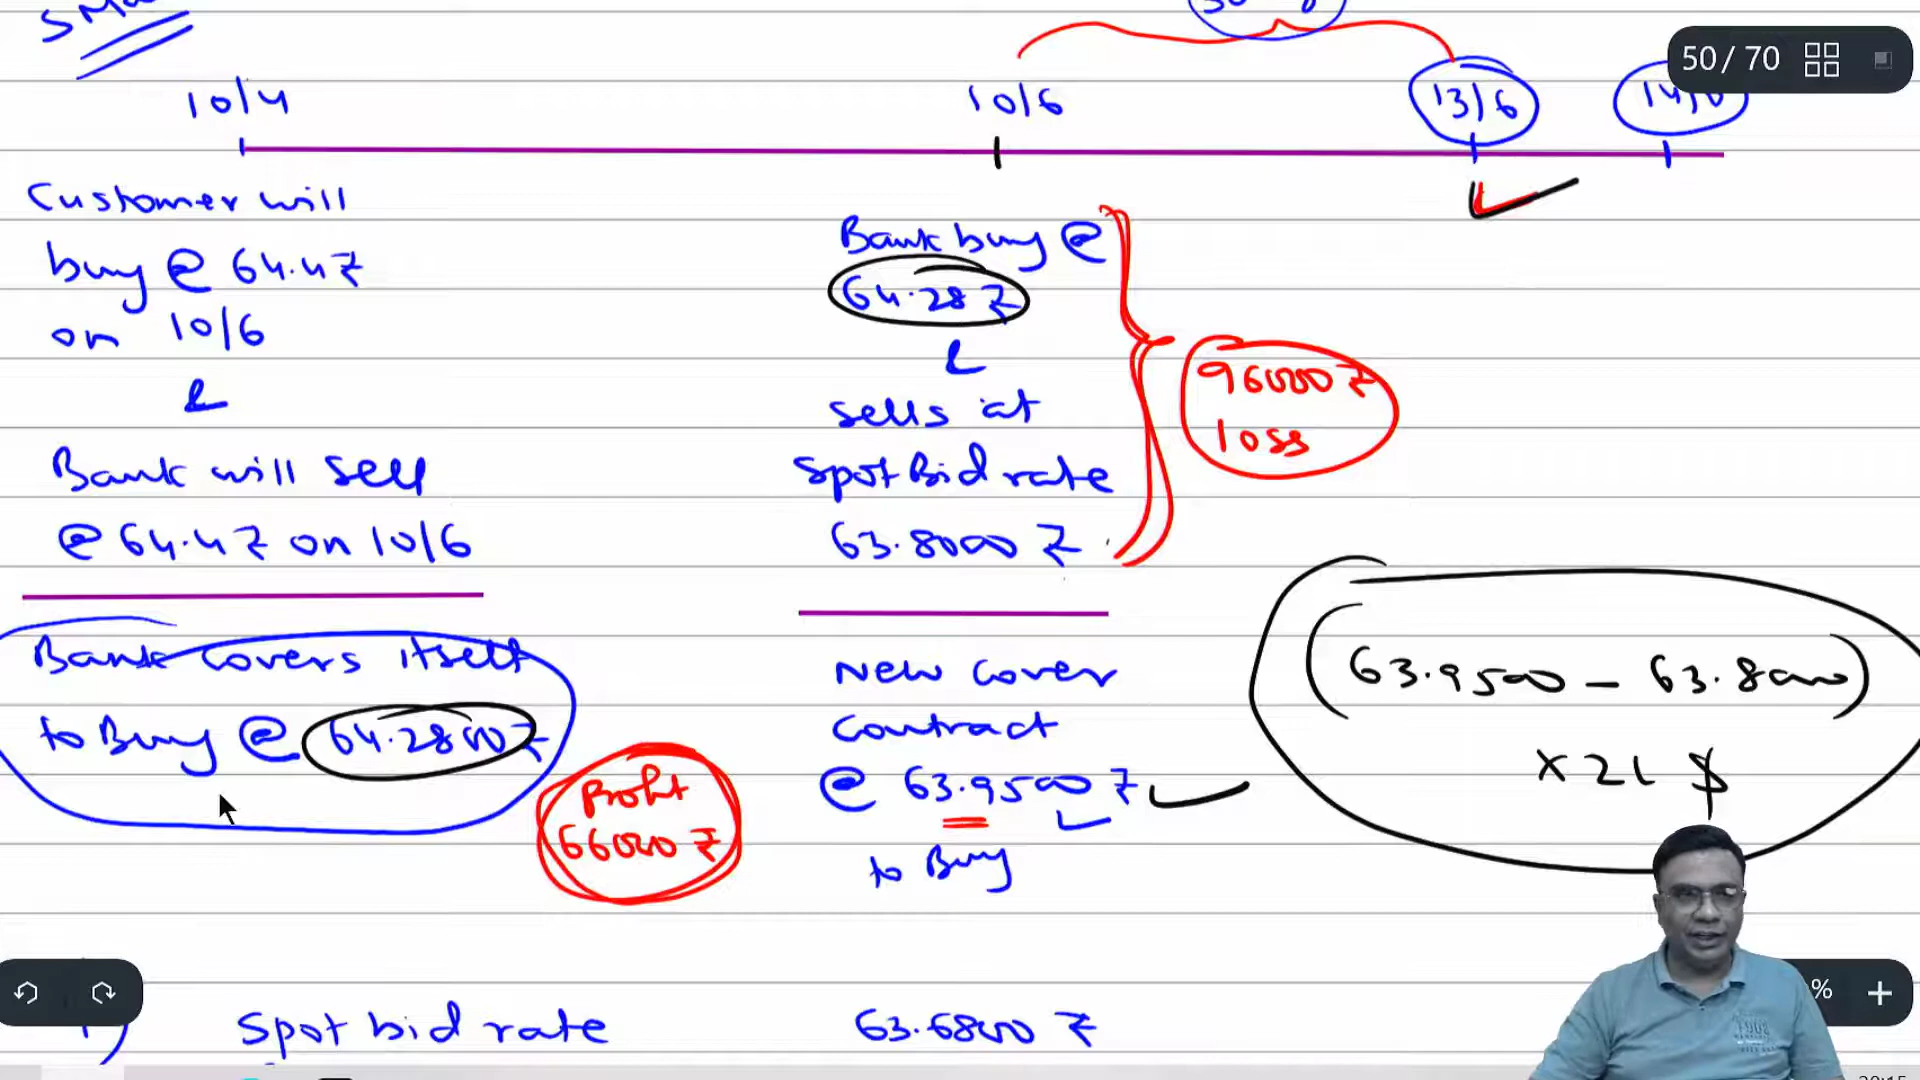 50 / 70
10/4
10/6
13/6
Customer will
buy @ 64.4₹
on 10/6
&
Bank will sell
@ 64.4₹ on 10/6
Bank covers itself
to Buy @ 64.2800₹
Profit
66000 ₹
Bank buy @
64.28 ₹
&
sells at
Spot Bid rate
63.8000 ₹
96000 ₹
loss
New Cover
Contract
@ 63.9500 ₹
to Buy
(63.9500 – 63.8000)
× 2L $
Spot bid rate 63.6800 ₹
%
+